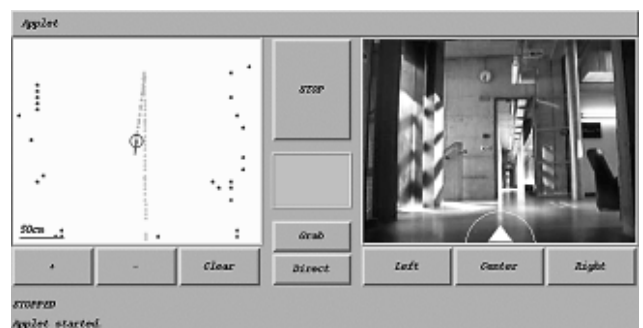 Applet
STOP
50cm
Grab
+ - Clear Direct Left Center Right
STOPPED
Applet started.